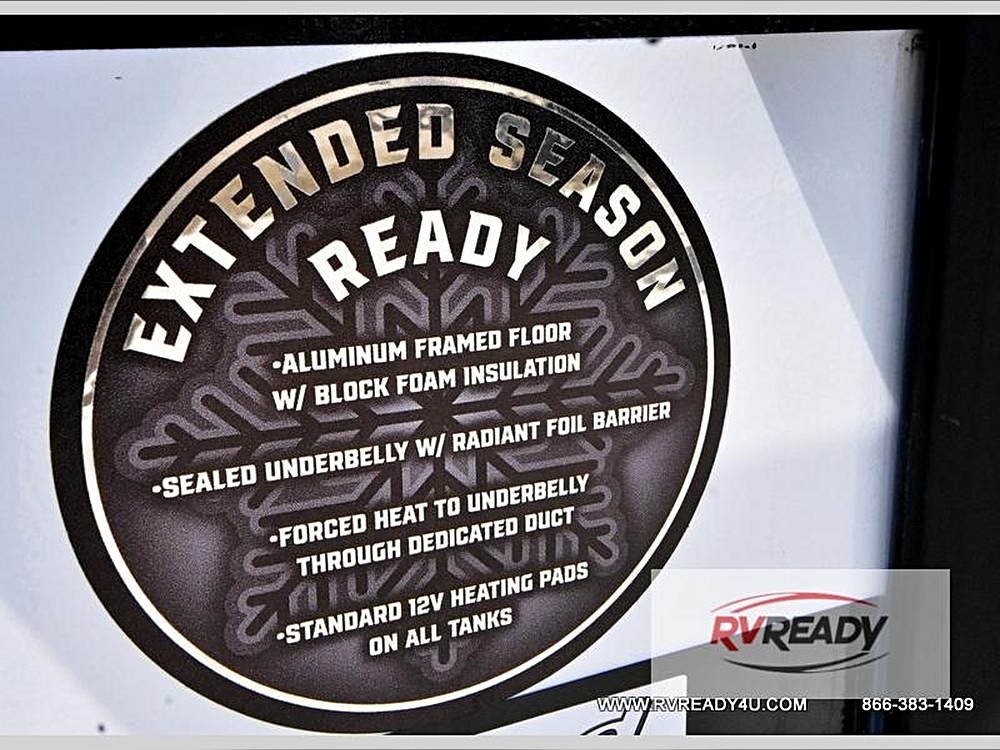 EXTENDED SEASON
READY
•ALUMINUM FRAMED FLOOR
W/ BLOCK FOAM INSULATION
•SEALED UNDERBELLY W/ RADIANT FOIL BARRIER
•FORCED HEAT TO UNDERBELLY
THROUGH DEDICATED DUCT
•STANDARD 12V HEATING PADS
ON ALL TANKS
RVREADY
WWW.RVREADY4U.COM 866-383-1409